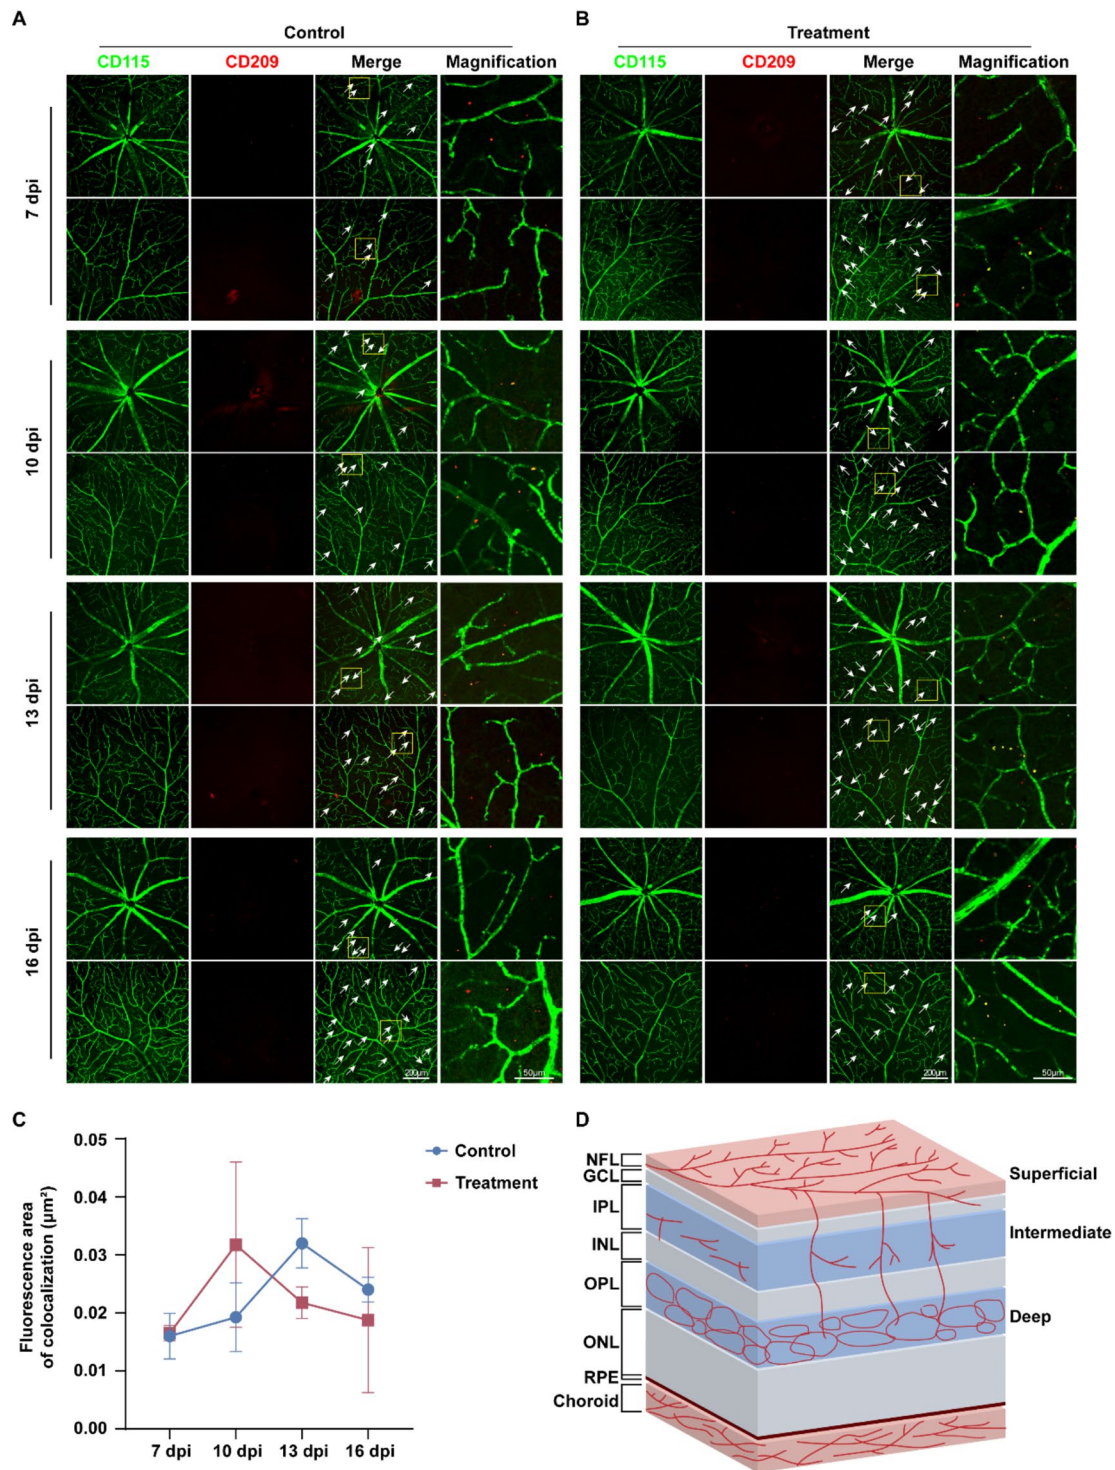 A
Control
CD115 CD209 Merge Magnification
7 dpi
10 dpi
13 dpi
16 dpi
200μm
50μm
B
Treatment
CD115 CD209 Merge Magnification
200μm
50μm
C
Fluorescence area
of colocalization (μm²)
0.05
0.04
0.03
0.02
0.01
0.00
7 dpi 10 dpi 13 dpi 16 dpi
Control
Treatment
D
NFL
GCL
IPL
INL
OPL
ONL
RPE
Choroid
Superficial
Intermediate
Deep